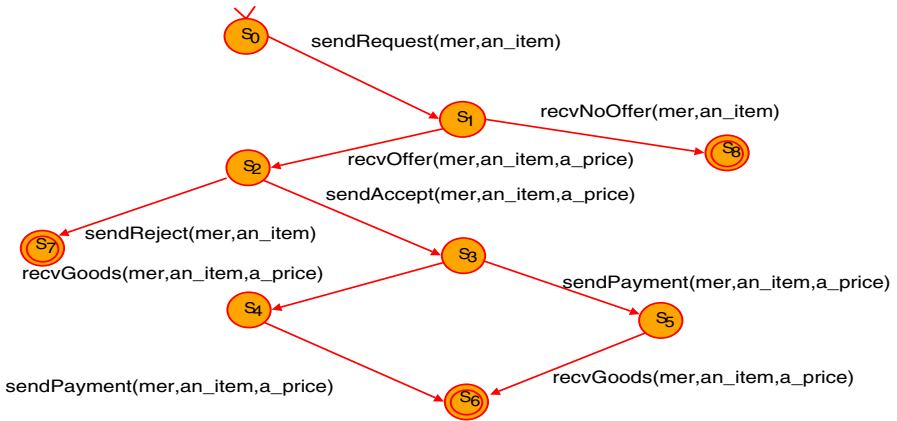 S0
sendRequest(mer,an_item)
recvNoOffer(mer,an_item)
S1
S8
recvOffer(mer,an_item,a_price)
S2
sendAccept(mer,an_item,a_price)
sendReject(mer,an_item)
S7
S3
recvGoods(mer,an_item,a_price)
sendPayment(mer,an_item,a_price)
S4
S5
recvGoods(mer,an_item,a_price)
sendPayment(mer,an_item,a_price)
S6